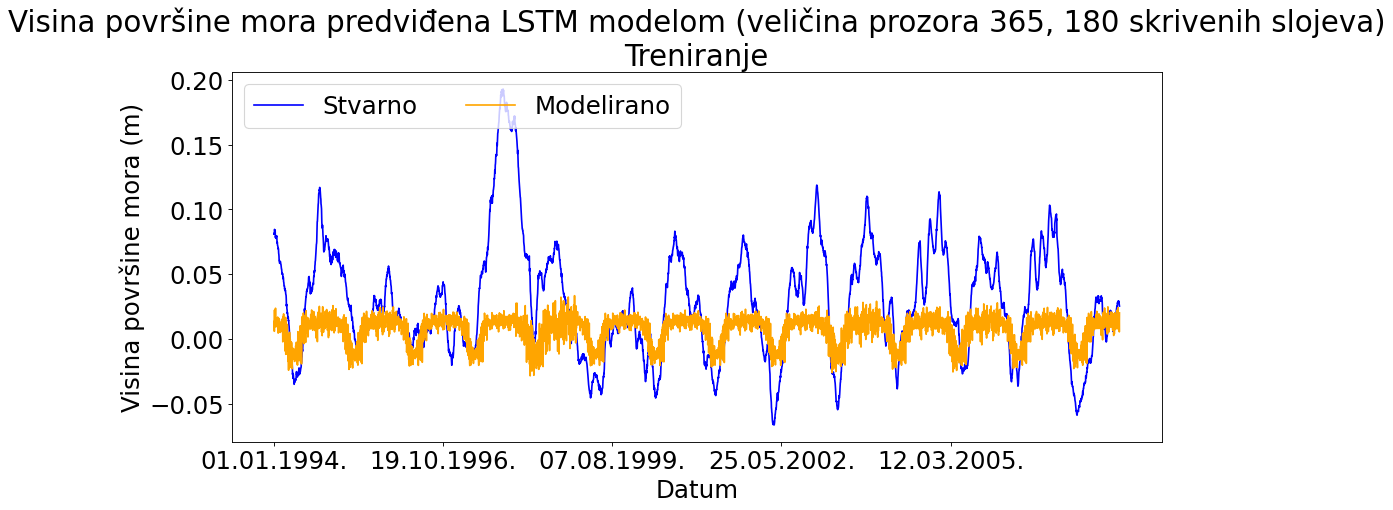 Visina površine mora predviđena LSTM modelom (veličina prozora 365, 180 skrivenih slojeva)
Treniranje
Stvarno Modelirano
Visina površine mora (m)
0.20
0.15
0.10
0.05
0.00
−0.05
01.01.1994. 19.10.1996. 07.08.1999. 25.05.2002. 12.03.2005.
Datum